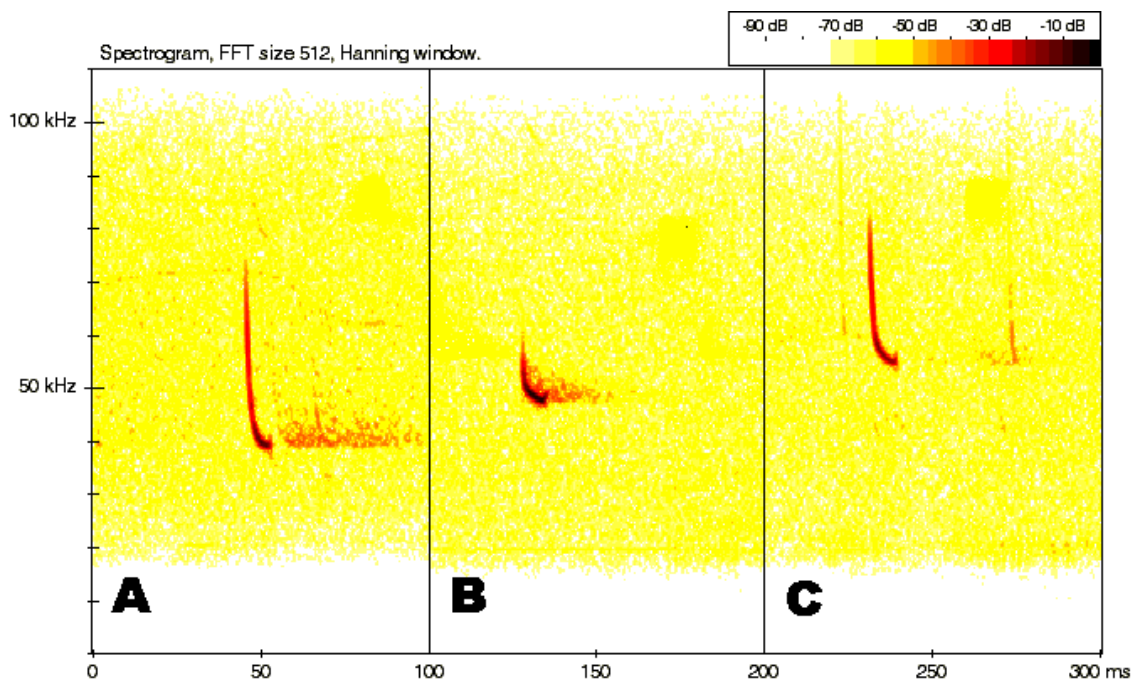 -90 dB -70 dB -50 dB -30 dB -10 dB
Spectrogram, FFT size 512, Hanning window.
100 kHz
50 kHz
A B C
0 50 100 150 200 250 300 ms